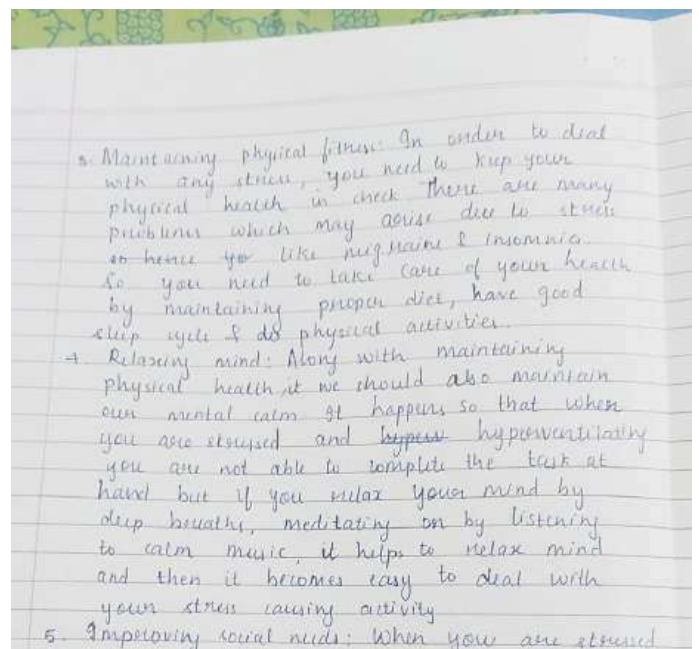 3. Maintaining physical fitness: In order to deal
with any stress, you need to keep your
physical health in check There are many
problems which may arise due to stress
so hence yo like migraine & insomnia.
So you need to take care of your health
by maintaining proper diet, have good
sleep cycle & do physical activities.
4 Relaxing mind: Along with maintaining
physical health, it we should also maintain
our mental calm It happens so that when
you are stressed and hypers hyperventilating
you are not able to complete the task at
hand but if you relax your mind by
deep breaths, meditating or by listening
to calm music, it helps to relax mind
and then it becomes easy to deal with
your stress causing activity
5. Improving social needs: When you are stressed